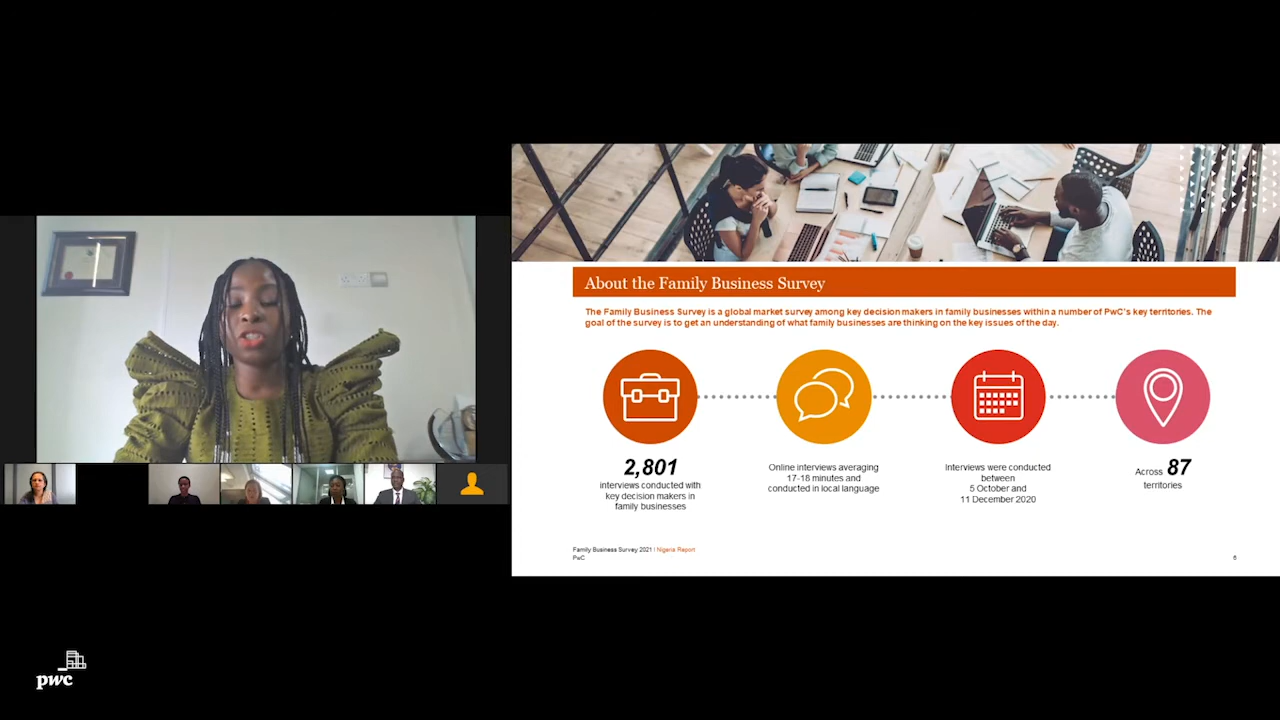 About the Family Business Survey
The Family Business Survey is a global market survey among key decision makers in family businesses within a number of PwC's key territories. The
goal of the survey is to get an understanding of what family businesses are thinking on the key issues of the day.
2,801
interviews conducted with
key decision makers in
family businesses
Online interviews averaging
17-18 minutes and
conducted in local language
Interviews were conducted
between
5 October and
11 December 2020
Across 87
territories
Family Business Survey 2021 I Nigeria Report
PwC
6
pwc